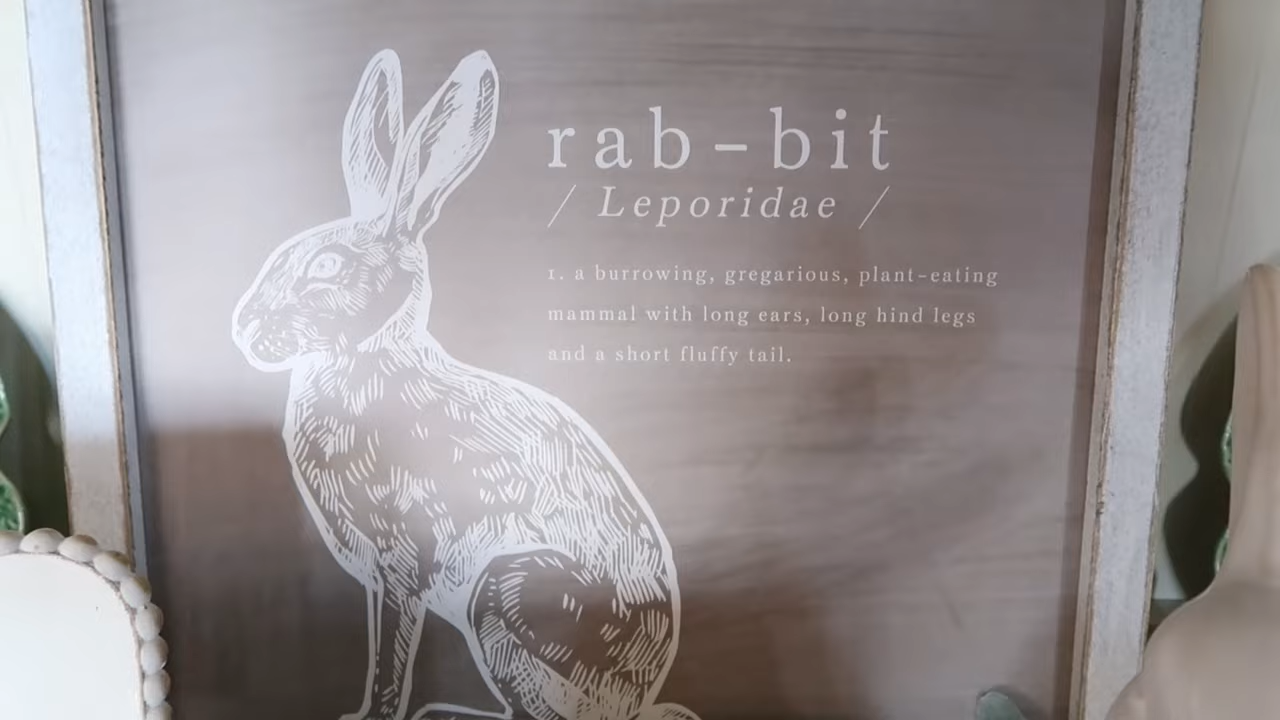 rab-bit
/ Leporidae /
1. a burrowing, gregarious, plant-eating
mammal with long ears, long hind legs
and a short fluffy tail.